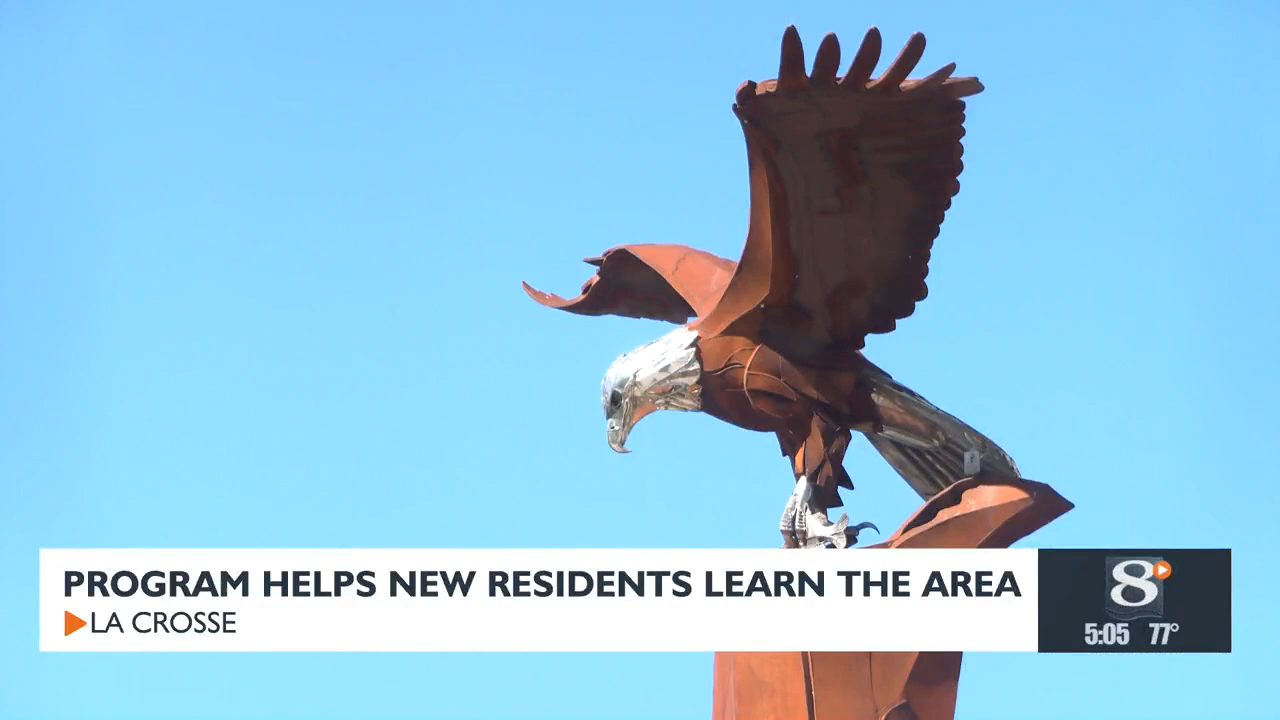 PROGRAM HELPS NEW RESIDENTS LEARN THE AREA
LA CROSSE
8
5:05 77°